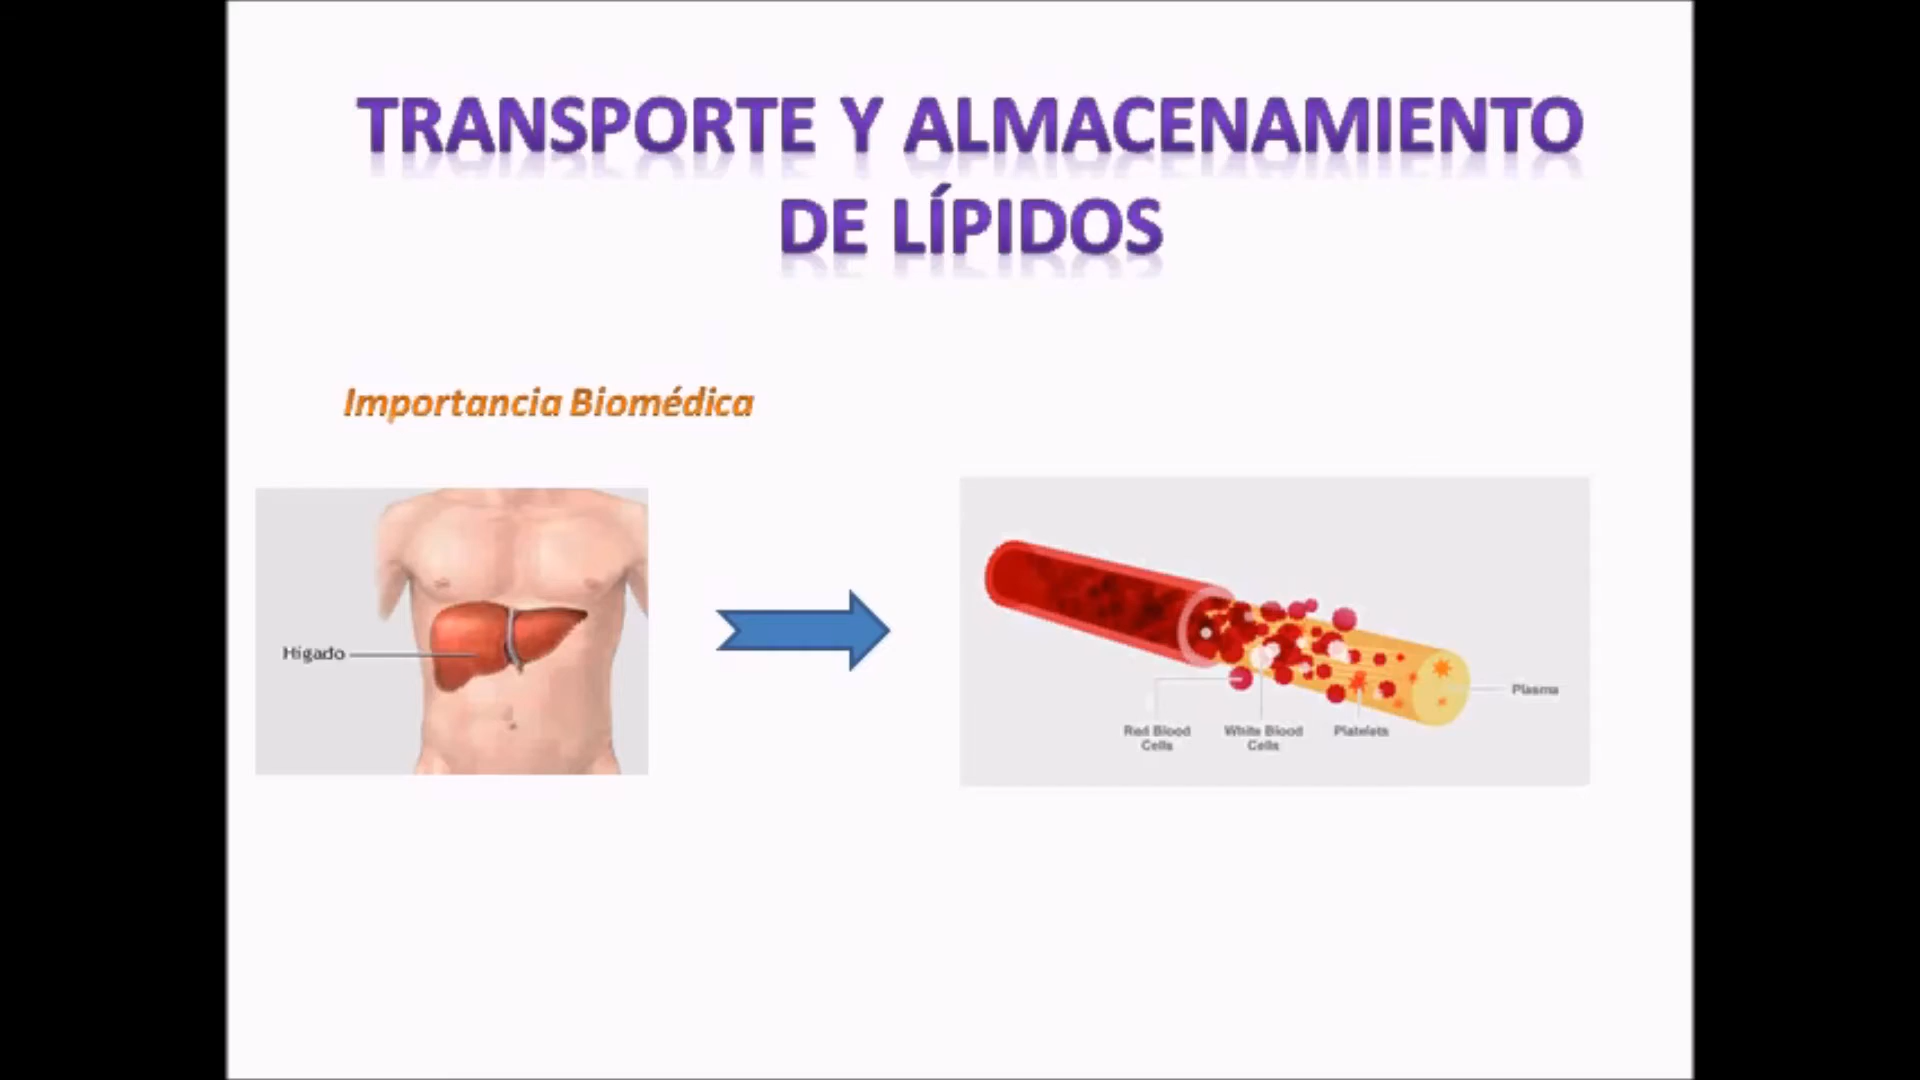 TRANSPORTE Y ALMACENAMIENTO
DE LÍPIDOS
Importancia Biomédica
Hígado
Plasma
Red Blood
Cells
White Blood
Cells
Platelets